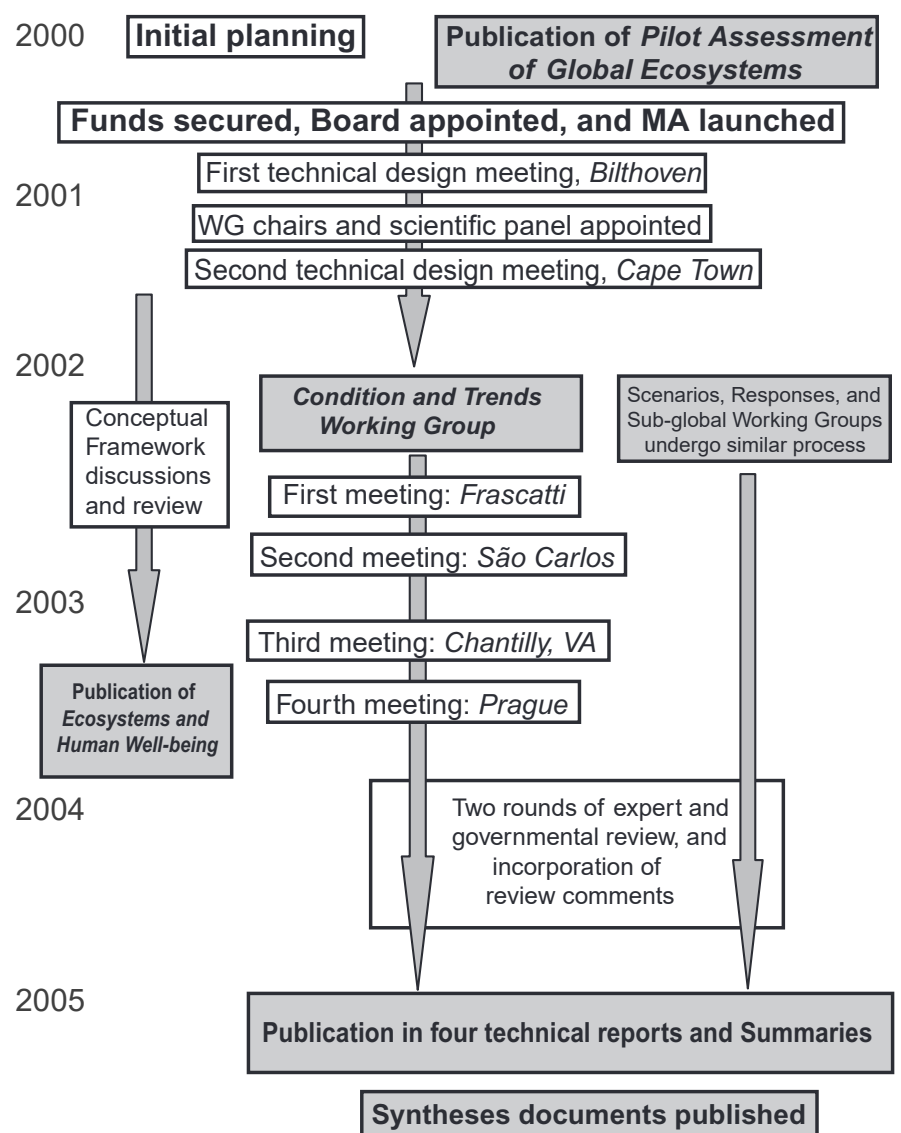 2000
Initial planning
Publication of Pilot Assessment
of Global Ecosystems
Funds secured, Board appointed, and MA launched
First technical design meeting, Bilthoven
2001
WG chairs and scientific panel appointed
Second technical design meeting, Cape Town
2002
Conceptual
Framework
discussions
and review
Condition and Trends
Working Group
Scenarios, Responses, and
Sub-global Working Groups
undergo similar process
First meeting: Frascatti
Second meeting: São Carlos
2003
Third meeting: Chantilly, VA
Fourth meeting: Prague
Publication of
Ecosystems and
Human Well-being
2004
Two rounds of expert and
governmental review, and
incorporation of
review comments
2005
Publication in four technical reports and Summaries
Syntheses documents published